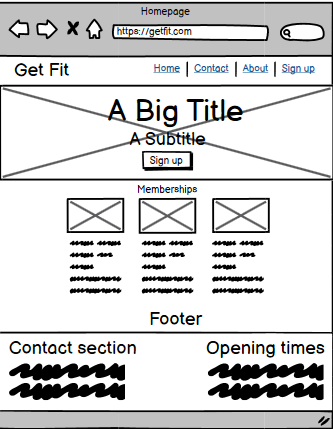 Homepage
https://getfit.com
Get Fit
Home | Contact | About | Sign up
A Big Title
A Subtitle
Sign up
Memberships
Footer
Contact section
Opening times